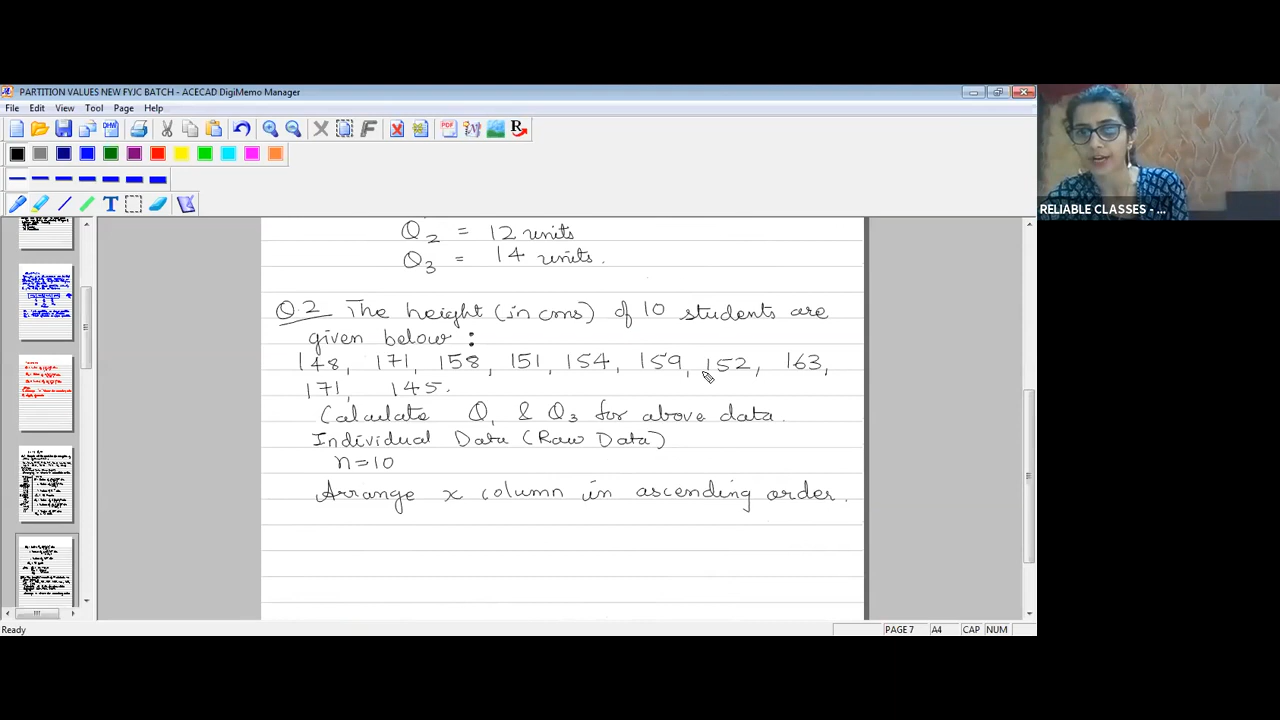 PARTITION VALUES NEW FYJC BATCH - ACECAD DigiMemo Manager
File Edit View Tool Page Help
RELIABLE CLASSES - ...
Q2 = 12 units
Q3 = 14 units.
Q.2 The height (in cms) of 10 students are
given below :
148, 171, 158, 151, 154, 159, 152, 163,
171, 145.
Calculate Q1 & Q3 for above data.
Individual Data (Raw Data)
n=10
Arrange x column in ascending order.
Ready PAGE 7 A4 CAP NUM